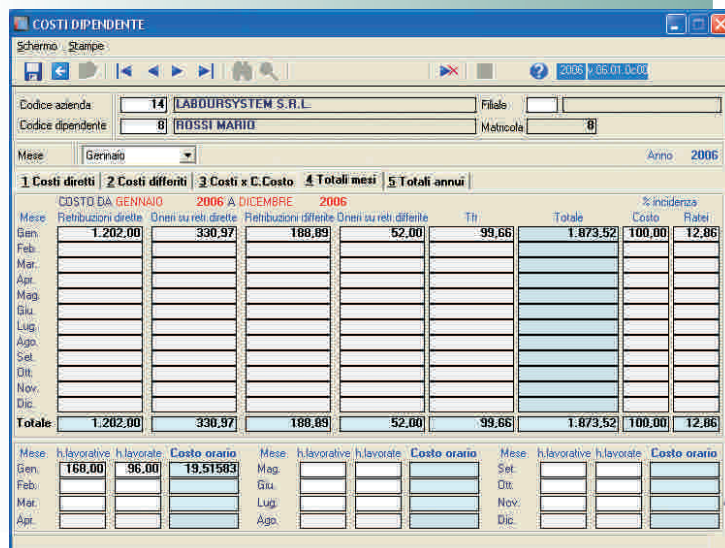 COSTI DIPENDENTE
Schermo Stampe
2006 v.06.01.0c00
Codice azienda 14 LABOURSYSTEM S.R.L. Filiale
Codice dipendente 8 ROSSI MARIO Matricola 8
Mese Gennaio Anno 2006
1 Costi diretti 2 Costi differiti 3 Costi x C.Costo 4 Totali mesi 5 Totali annui
COSTO DA GENNAIO 2006 A DICEMBRE 2006 % incidenza
Mese Retribuzioni dirette Oneri su retr.dirette Retribuzioni differite Oneri su retr.differite Tfr Totale Costo Ratei
Gen. 1.202,00 330,97 188,89 52,00 99,66 1.873,52 100,00 12,86
Feb.
Mar.
Apr.
Mag.
Giu.
Lug.
Ago.
Set.
Ott.
Nov.
Dic.
Totale 1.202,00 330,97 188,89 52,00 99,66 1.873,52 100,00 12,86
Mese h.lavorative h.lavorate Costo orario Mese h.lavorative h.lavorate Costo orario Mese h.lavorative h.lavorate Costo orario
Gen. 168,00 96,00 19,51583 Mag. Set.
Feb. Giu. Ott.
Mar. Lug. Nov.
Apr. Ago. Dic.